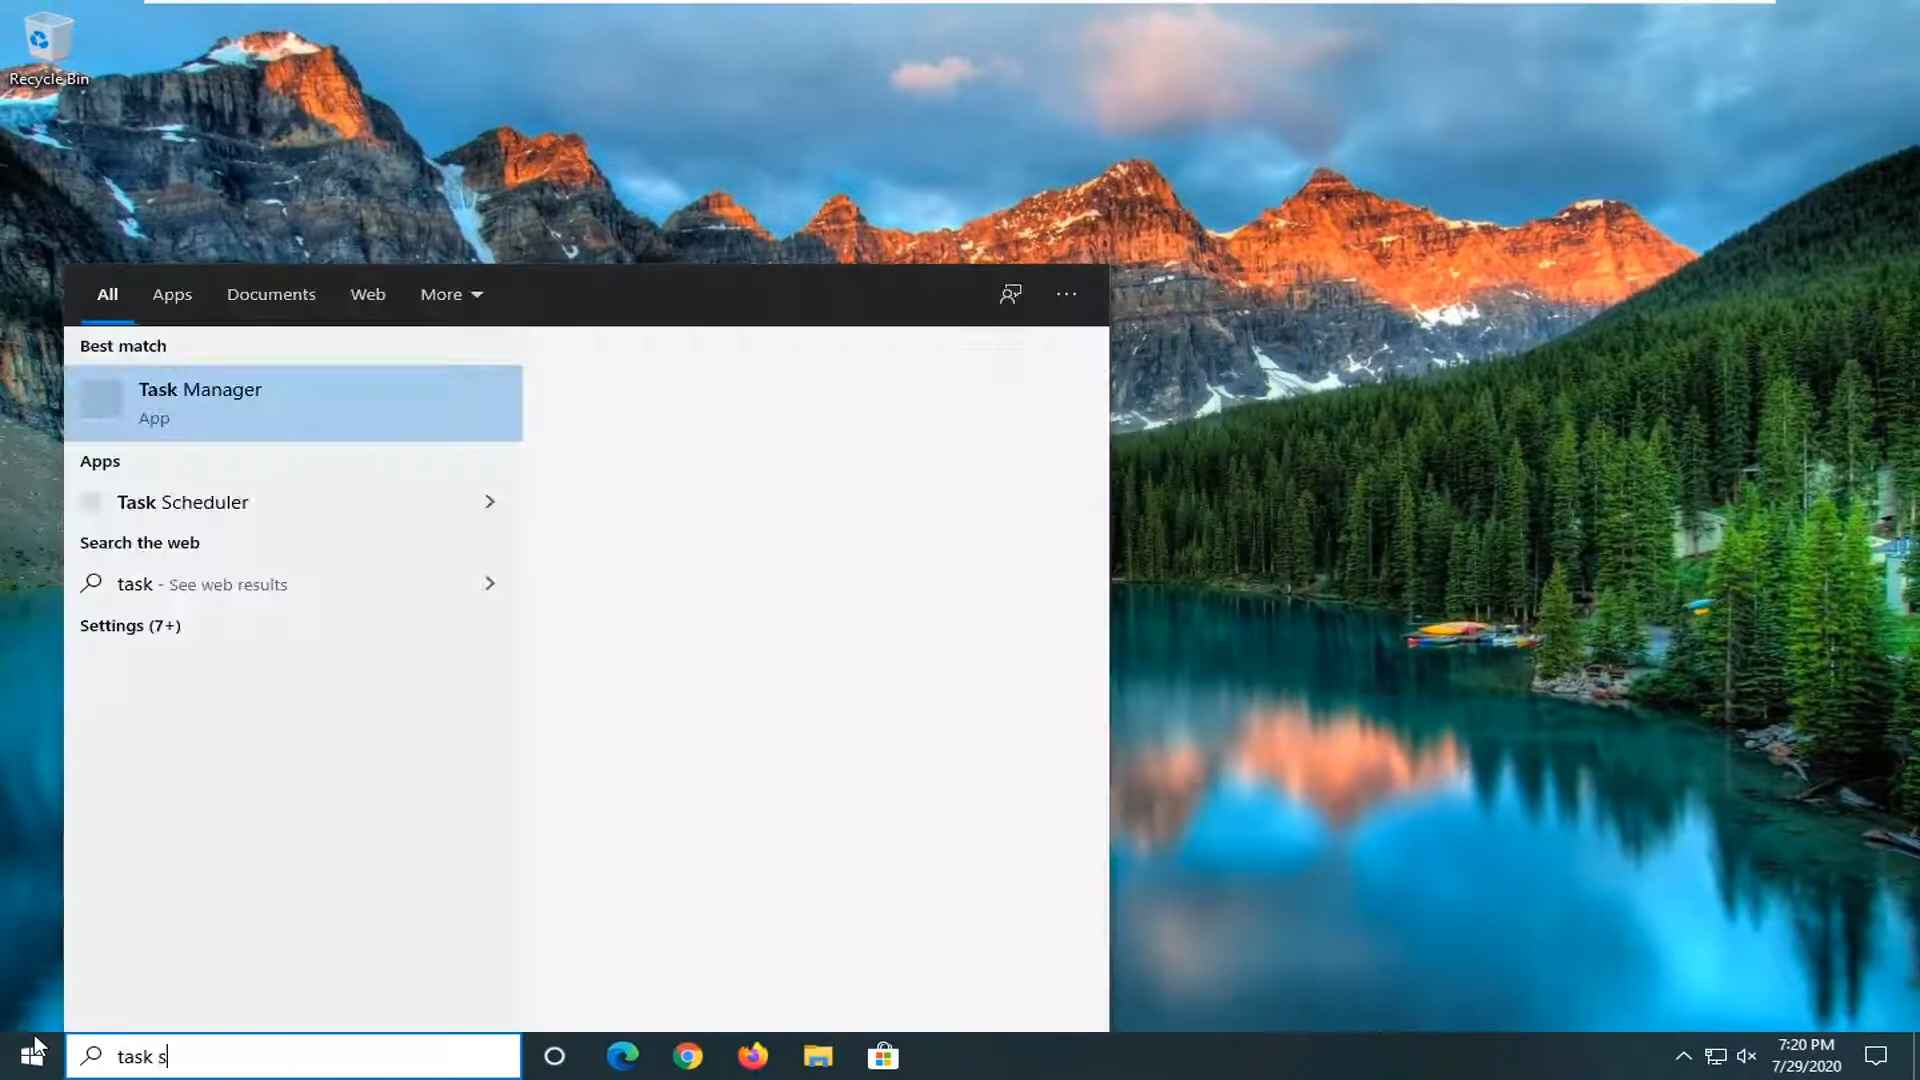 Recycle Bin
All Apps Documents Web More
Best match
Task Manager
App
Apps
Task Scheduler
Search the web
task - See web results
Settings (7+)
task s
7:20 PM
7/29/2020